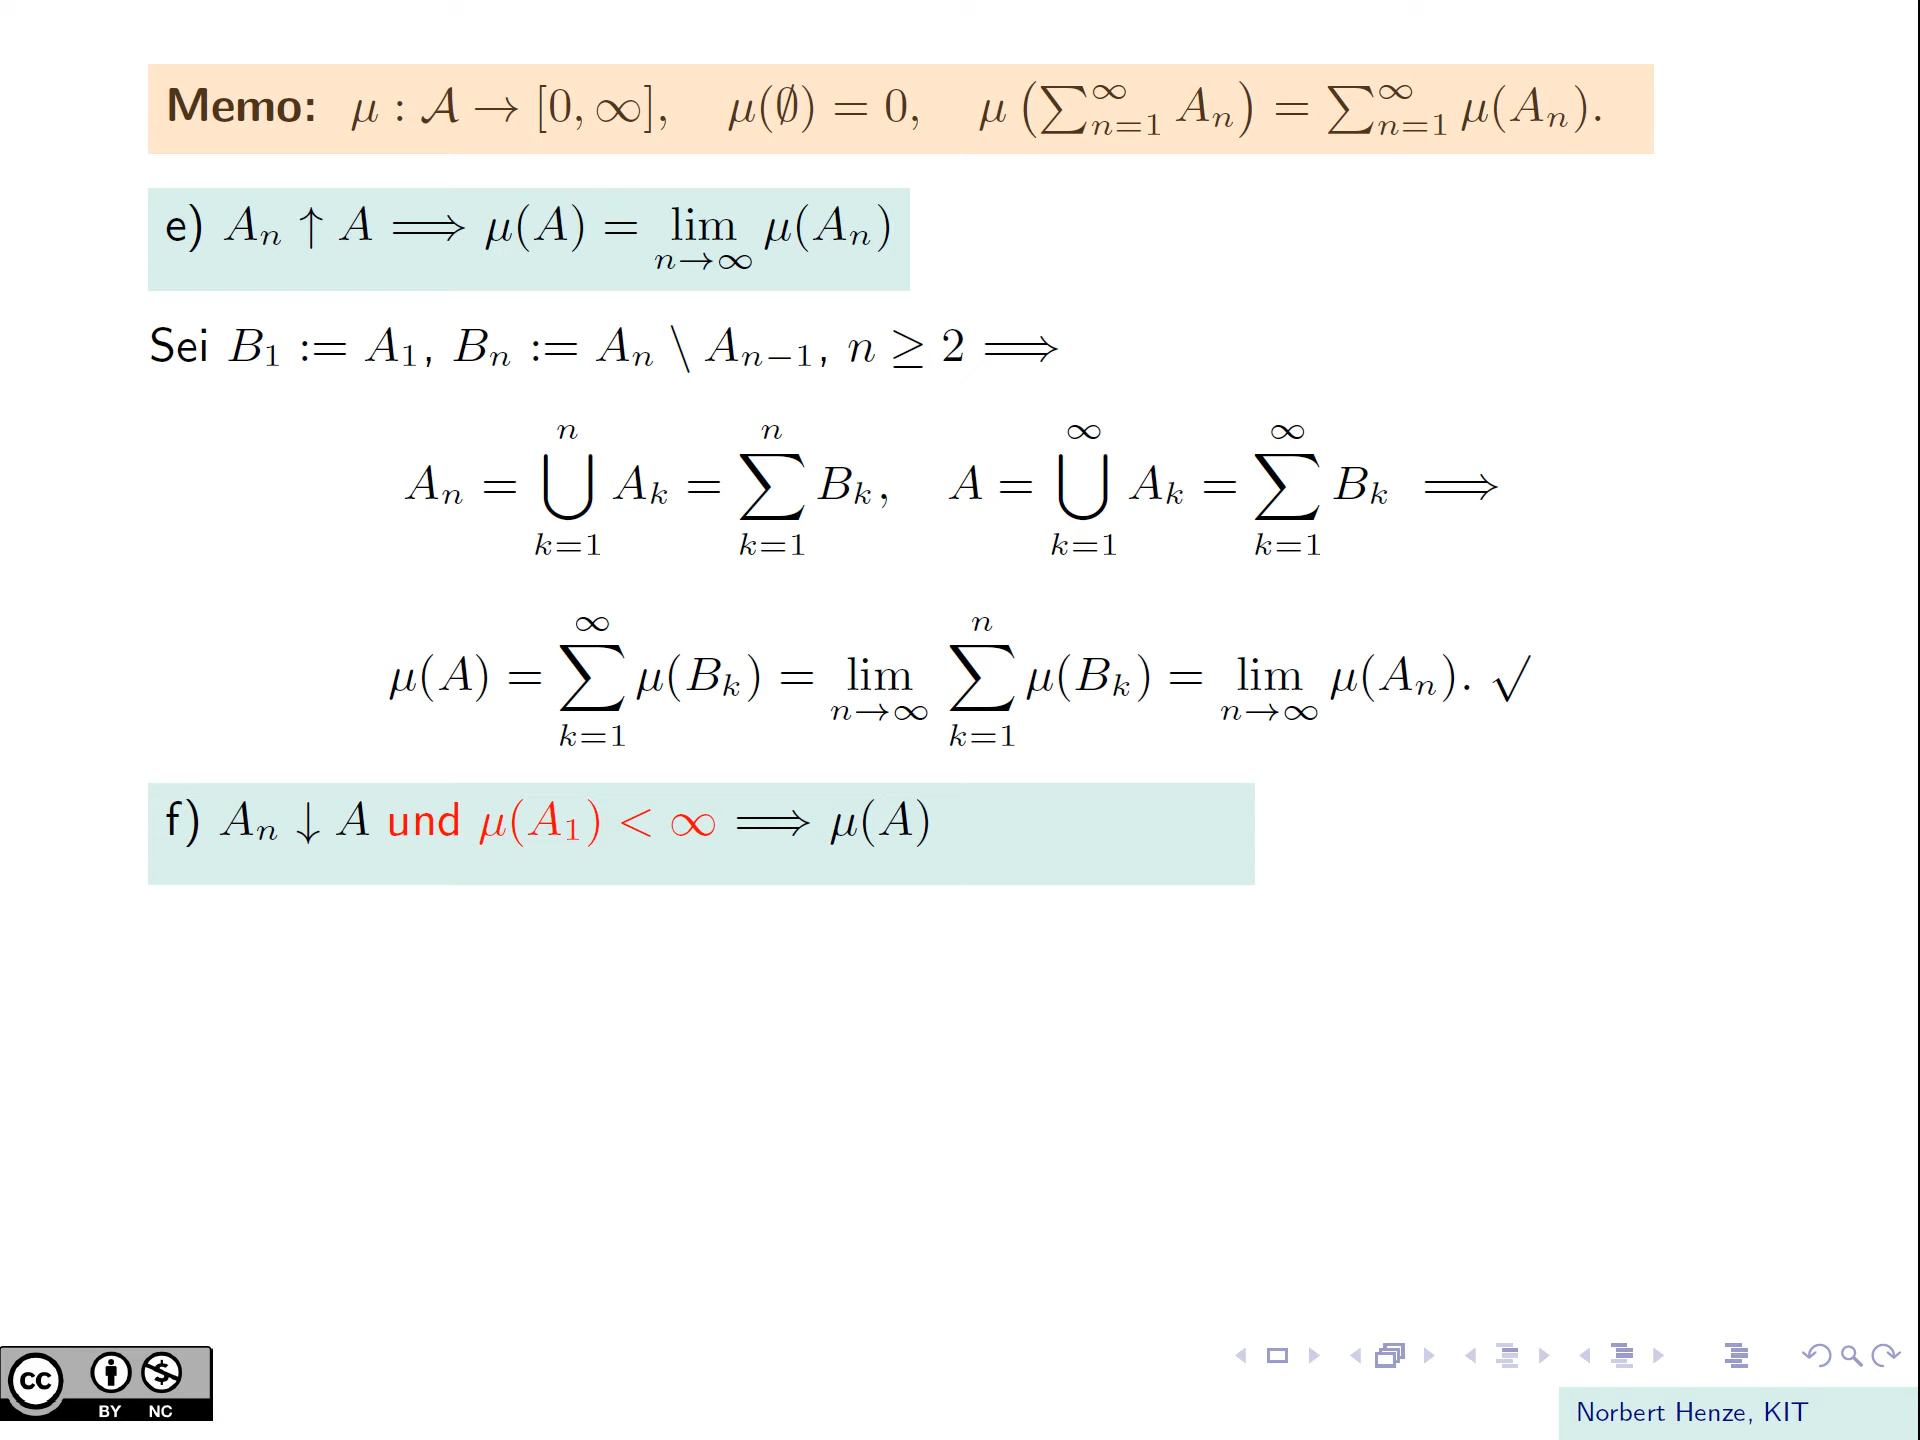 Memo: μ : 𝒜 → [0, ∞], μ(∅) = 0, μ (∑_{n=1}^{∞} A_n) = ∑_{n=1}^{∞} μ(A_n).
e) A_n ↑ A ⟹ μ(A) = lim_{n→∞} μ(A_n)
Sei B_1 := A_1, B_n := A_n \ A_{n−1}, n ≥ 2 ⟹
A_n = ⋃_{k=1}^{n} A_k = ∑_{k=1}^{n} B_k, A = ⋃_{k=1}^{∞} A_k = ∑_{k=1}^{∞} B_k ⟹
μ(A) = ∑_{k=1}^{∞} μ(B_k) = lim_{n→∞} ∑_{k=1}^{n} μ(B_k) = lim_{n→∞} μ(A_n). √
f) A_n ↓ A und μ(A_1) < ∞ ⟹ μ(A)
cc BY NC
Norbert Henze, KIT